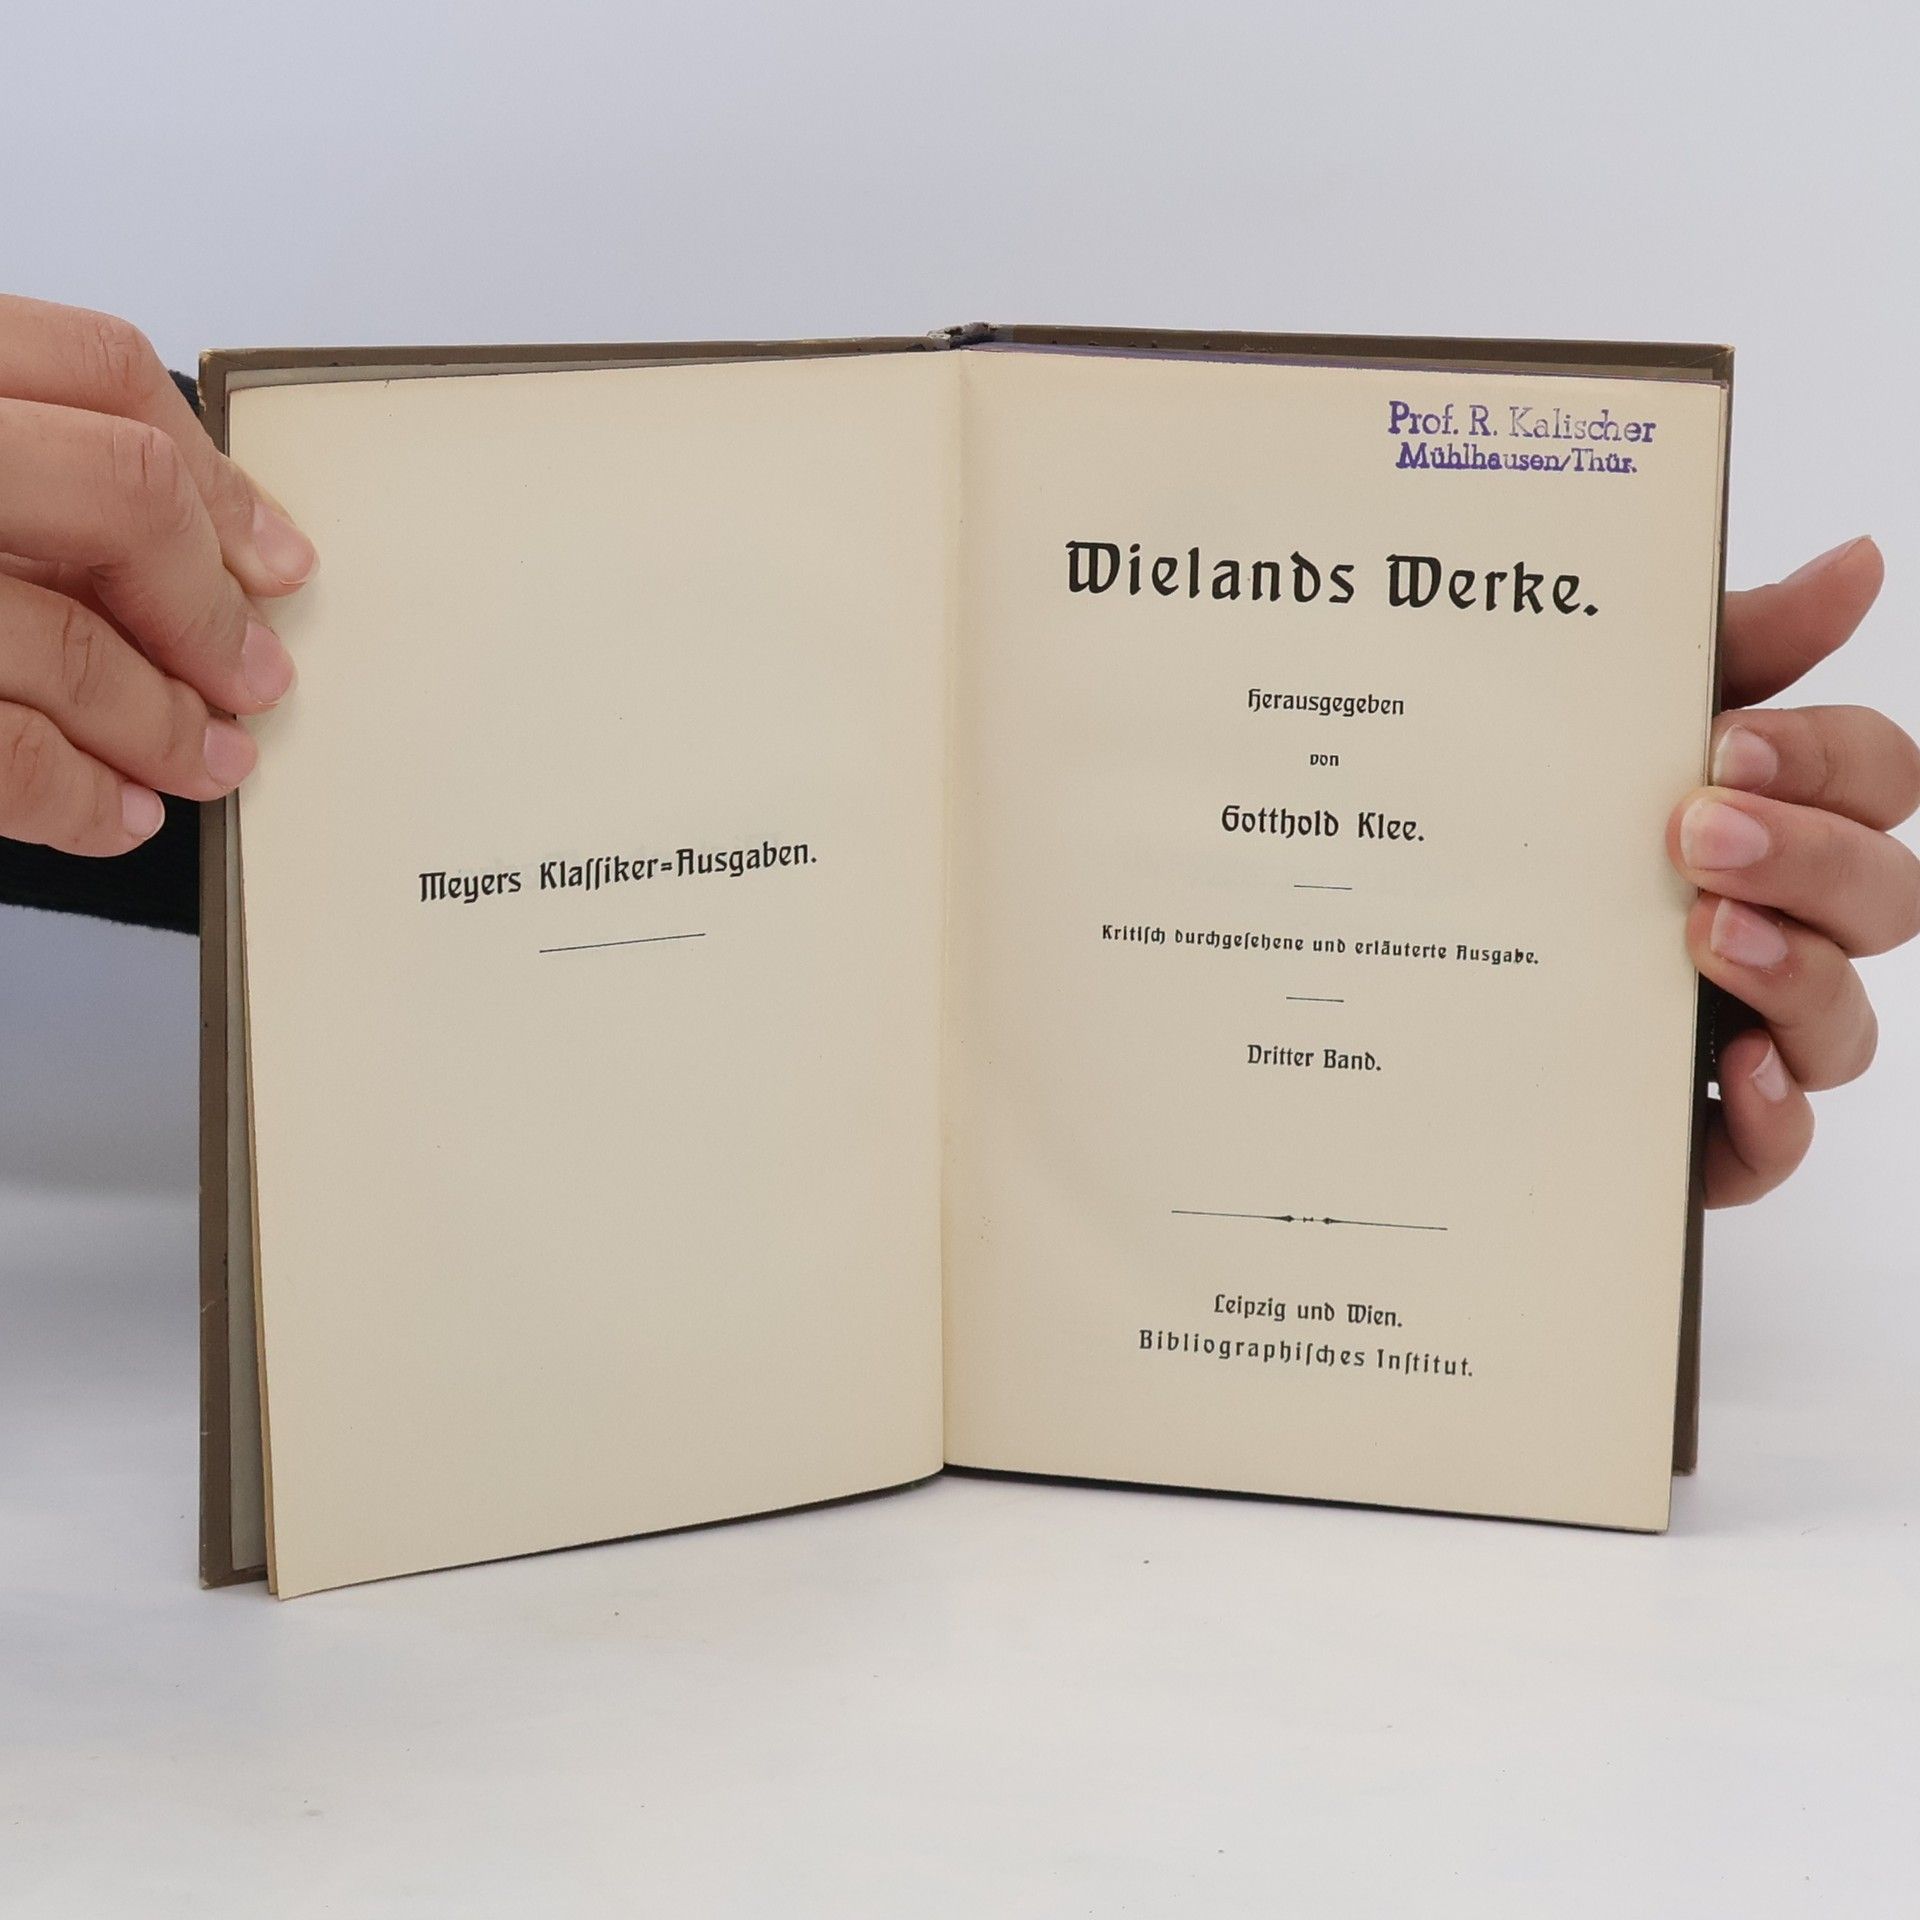 Meyers Klaſſiker=Ausgaben.
Prof. R. Kalischer
Mühlhausen/Thür.
Wielands Werke.
Herausgegeben
von
Gotthold Klee.
Kritiſch durchgeſehene und erläuterte Ausgabe.
Dritter Band.
Leipzig und Wien.
Bibliographiſches Inſtitut.